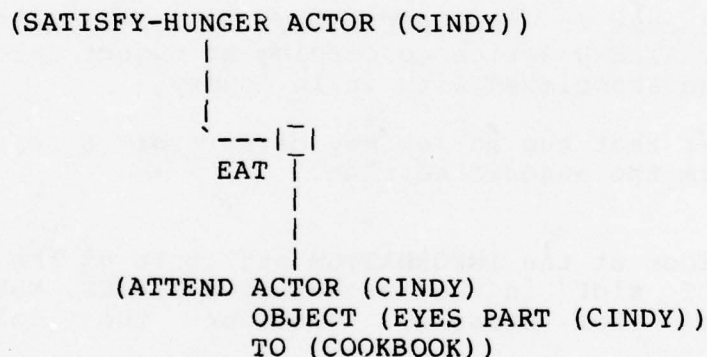 (SATISFY-HUNGER ACTOR (CINDY))
EAT
(ATTEND ACTOR (CINDY)
OBJECT (EYES PART (CINDY))
TO (COOKBOOK))